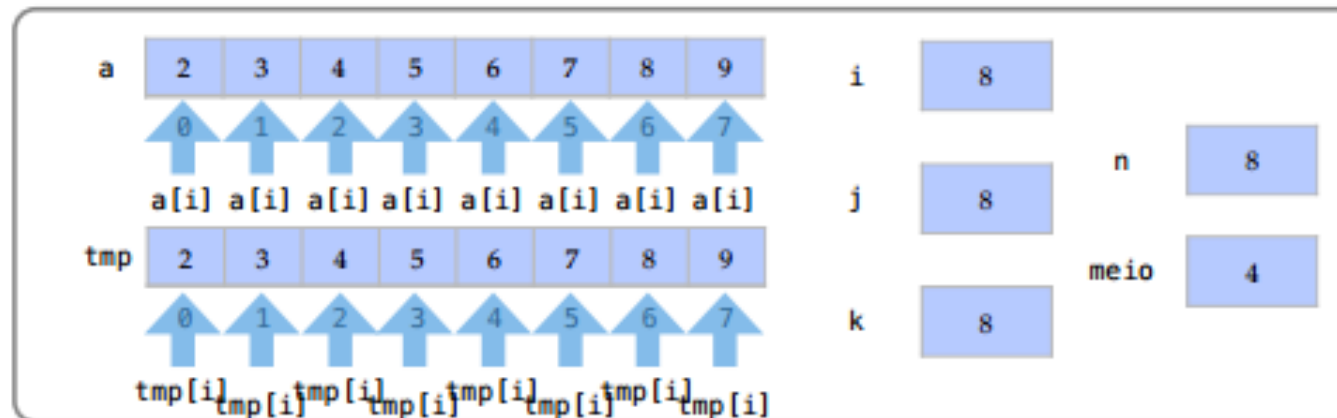 a 2 3 4 5 6 7 8 9 i 8
0 1 2 3 4 5 6 7
n 8
a[i] a[i] a[i] a[i] a[i] a[i] a[i] a[i] j 8
tmp 2 3 4 5 6 7 8 9
meio 4
0 1 2 3 4 5 6 7 k 8
tmp[i] tmp[i] tmp[i] tmp[i] tmp[i] tmp[i] tmp[i] tmp[i]